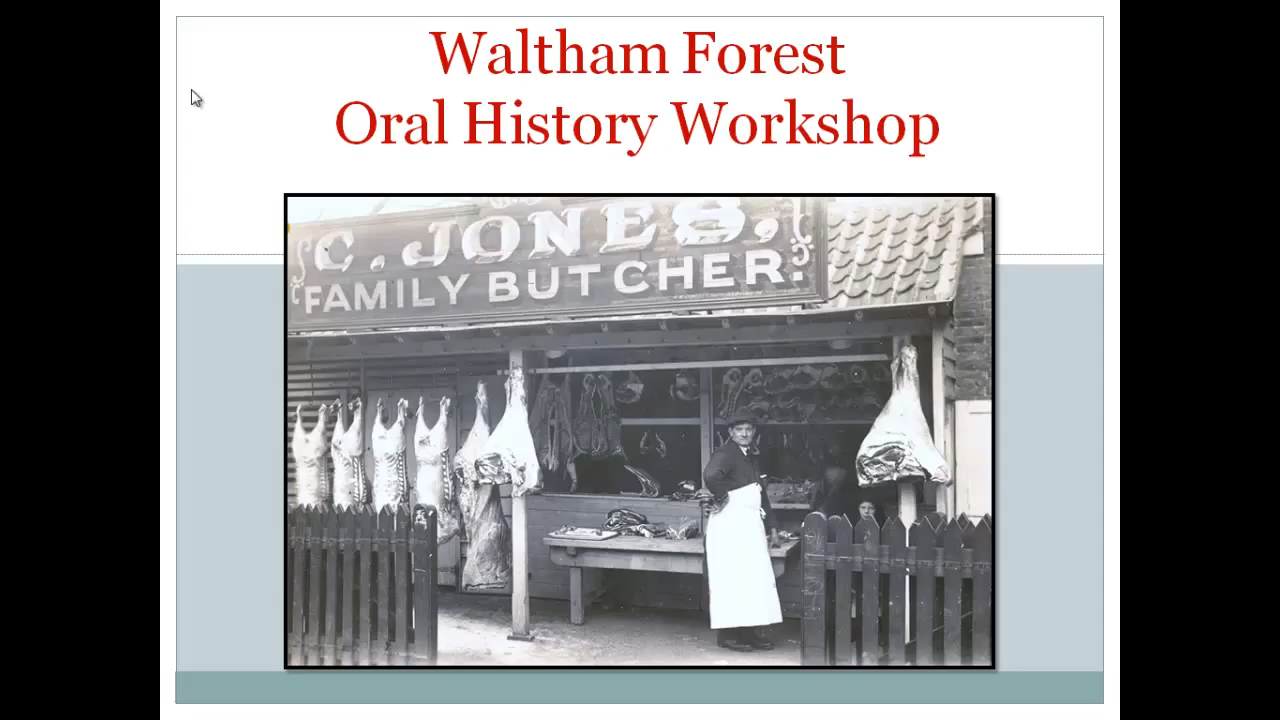 Waltham Forest
Oral History Workshop
C. JONES,
FAMILY BUTCHER.